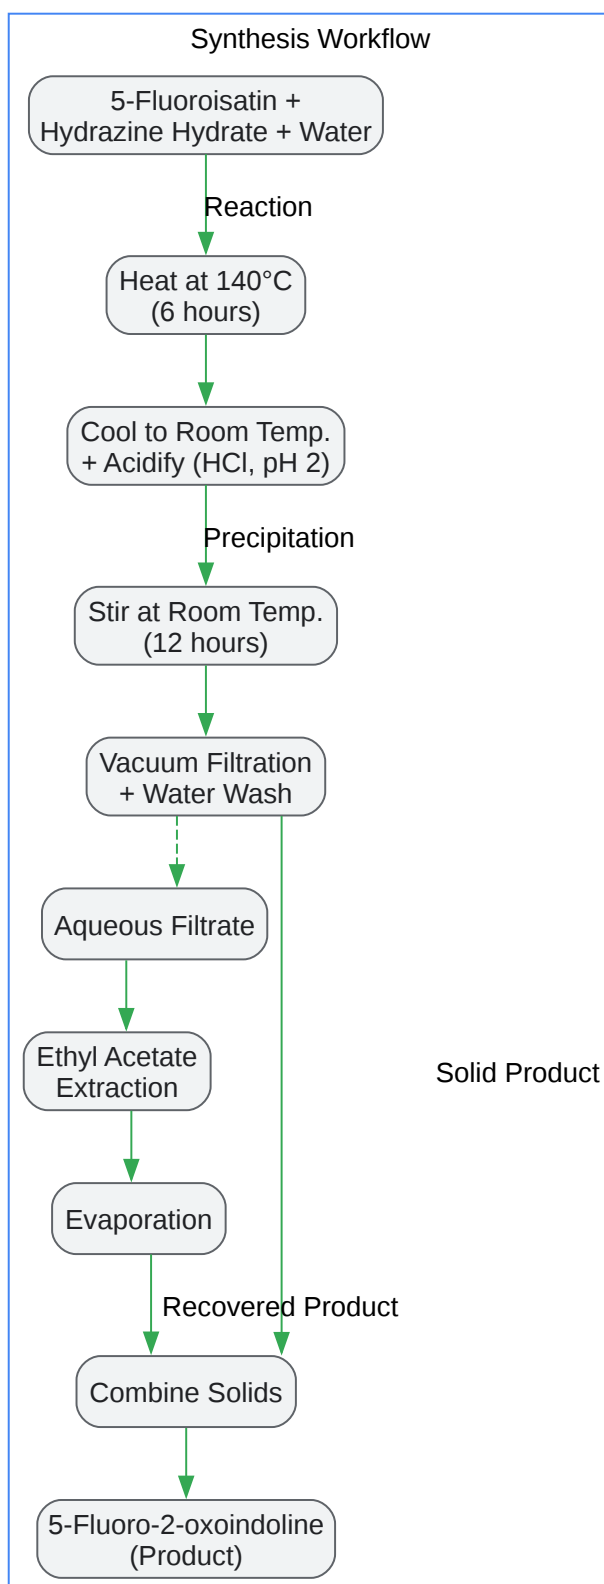 Synthesis Workflow
5-Fluoroisatin +
Hydrazine Hydrate + Water
Reaction
Heat at 140°C
(6 hours)
Cool to Room Temp.
+ Acidify (HCl, pH 2)
Precipitation
Stir at Room Temp.
(12 hours)
Vacuum Filtration
+ Water Wash
Aqueous Filtrate
Ethyl Acetate
Extraction
Solid Product
Evaporation
Recovered Product
Combine Solids
5-Fluoro-2-oxoindoline
(Product)